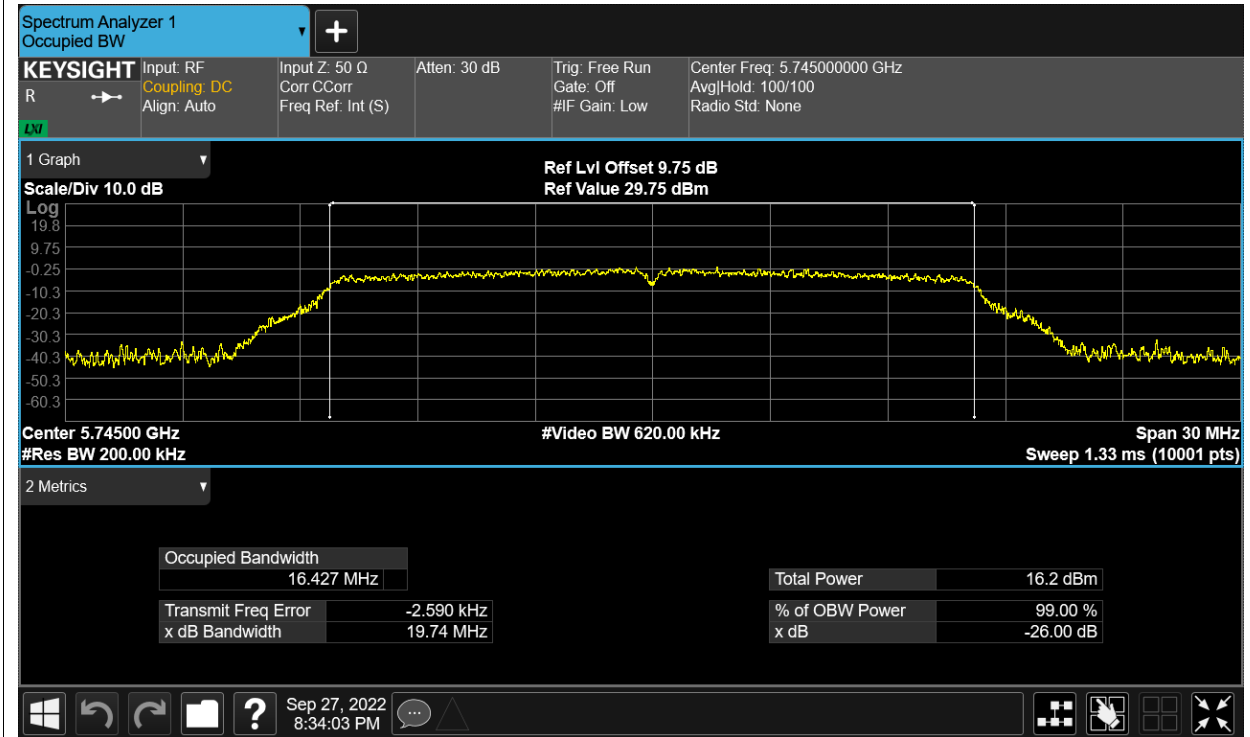 Spectrum Analyzer 1
Occupied BW
KEYSIGHT
R
LXI
Input: RF
Coupling: DC
Align: Auto
Input Z: 50 Ω
Corr CCorr
Freq Ref: Int (S)
Atten: 30 dB
Trig: Free Run
Gate: Off
#IF Gain: Low
Center Freq: 5.745000000 GHz
Avg|Hold: 100/100
Radio Std: None
1 Graph
Scale/Div 10.0 dB
Ref Lvl Offset 9.75 dB
Ref Value 29.75 dBm
Log
19.8
9.75
-0.25
-10.3
-20.3
-30.3
-40.3
-50.3
-60.3
Center 5.74500 GHz
#Res BW 200.00 kHz
#Video BW 620.00 kHz
Span 30 MHz
Sweep 1.33 ms (10001 pts)
2 Metrics
Occupied Bandwidth
16.427 MHz
Transmit Freq Error -2.590 kHz
x dB Bandwidth 19.74 MHz
Total Power 16.2 dBm
% of OBW Power 99.00 %
x dB -26.00 dB
?
Sep 27, 2022
8:34:03 PM